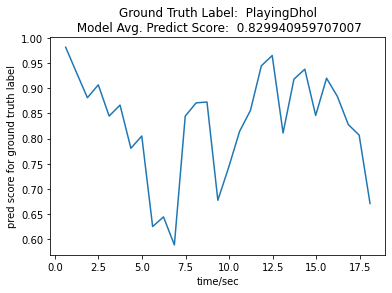 Ground Truth Label:  PlayingDhol
Model Avg. Predict Score:  0.829940959707007
pred score for ground truth label
1.00
0.95
0.90
0.85
0.80
0.75
0.70
0.65
0.60
0.0 2.5 5.0 7.5 10.0 12.5 15.0 17.5
time/sec